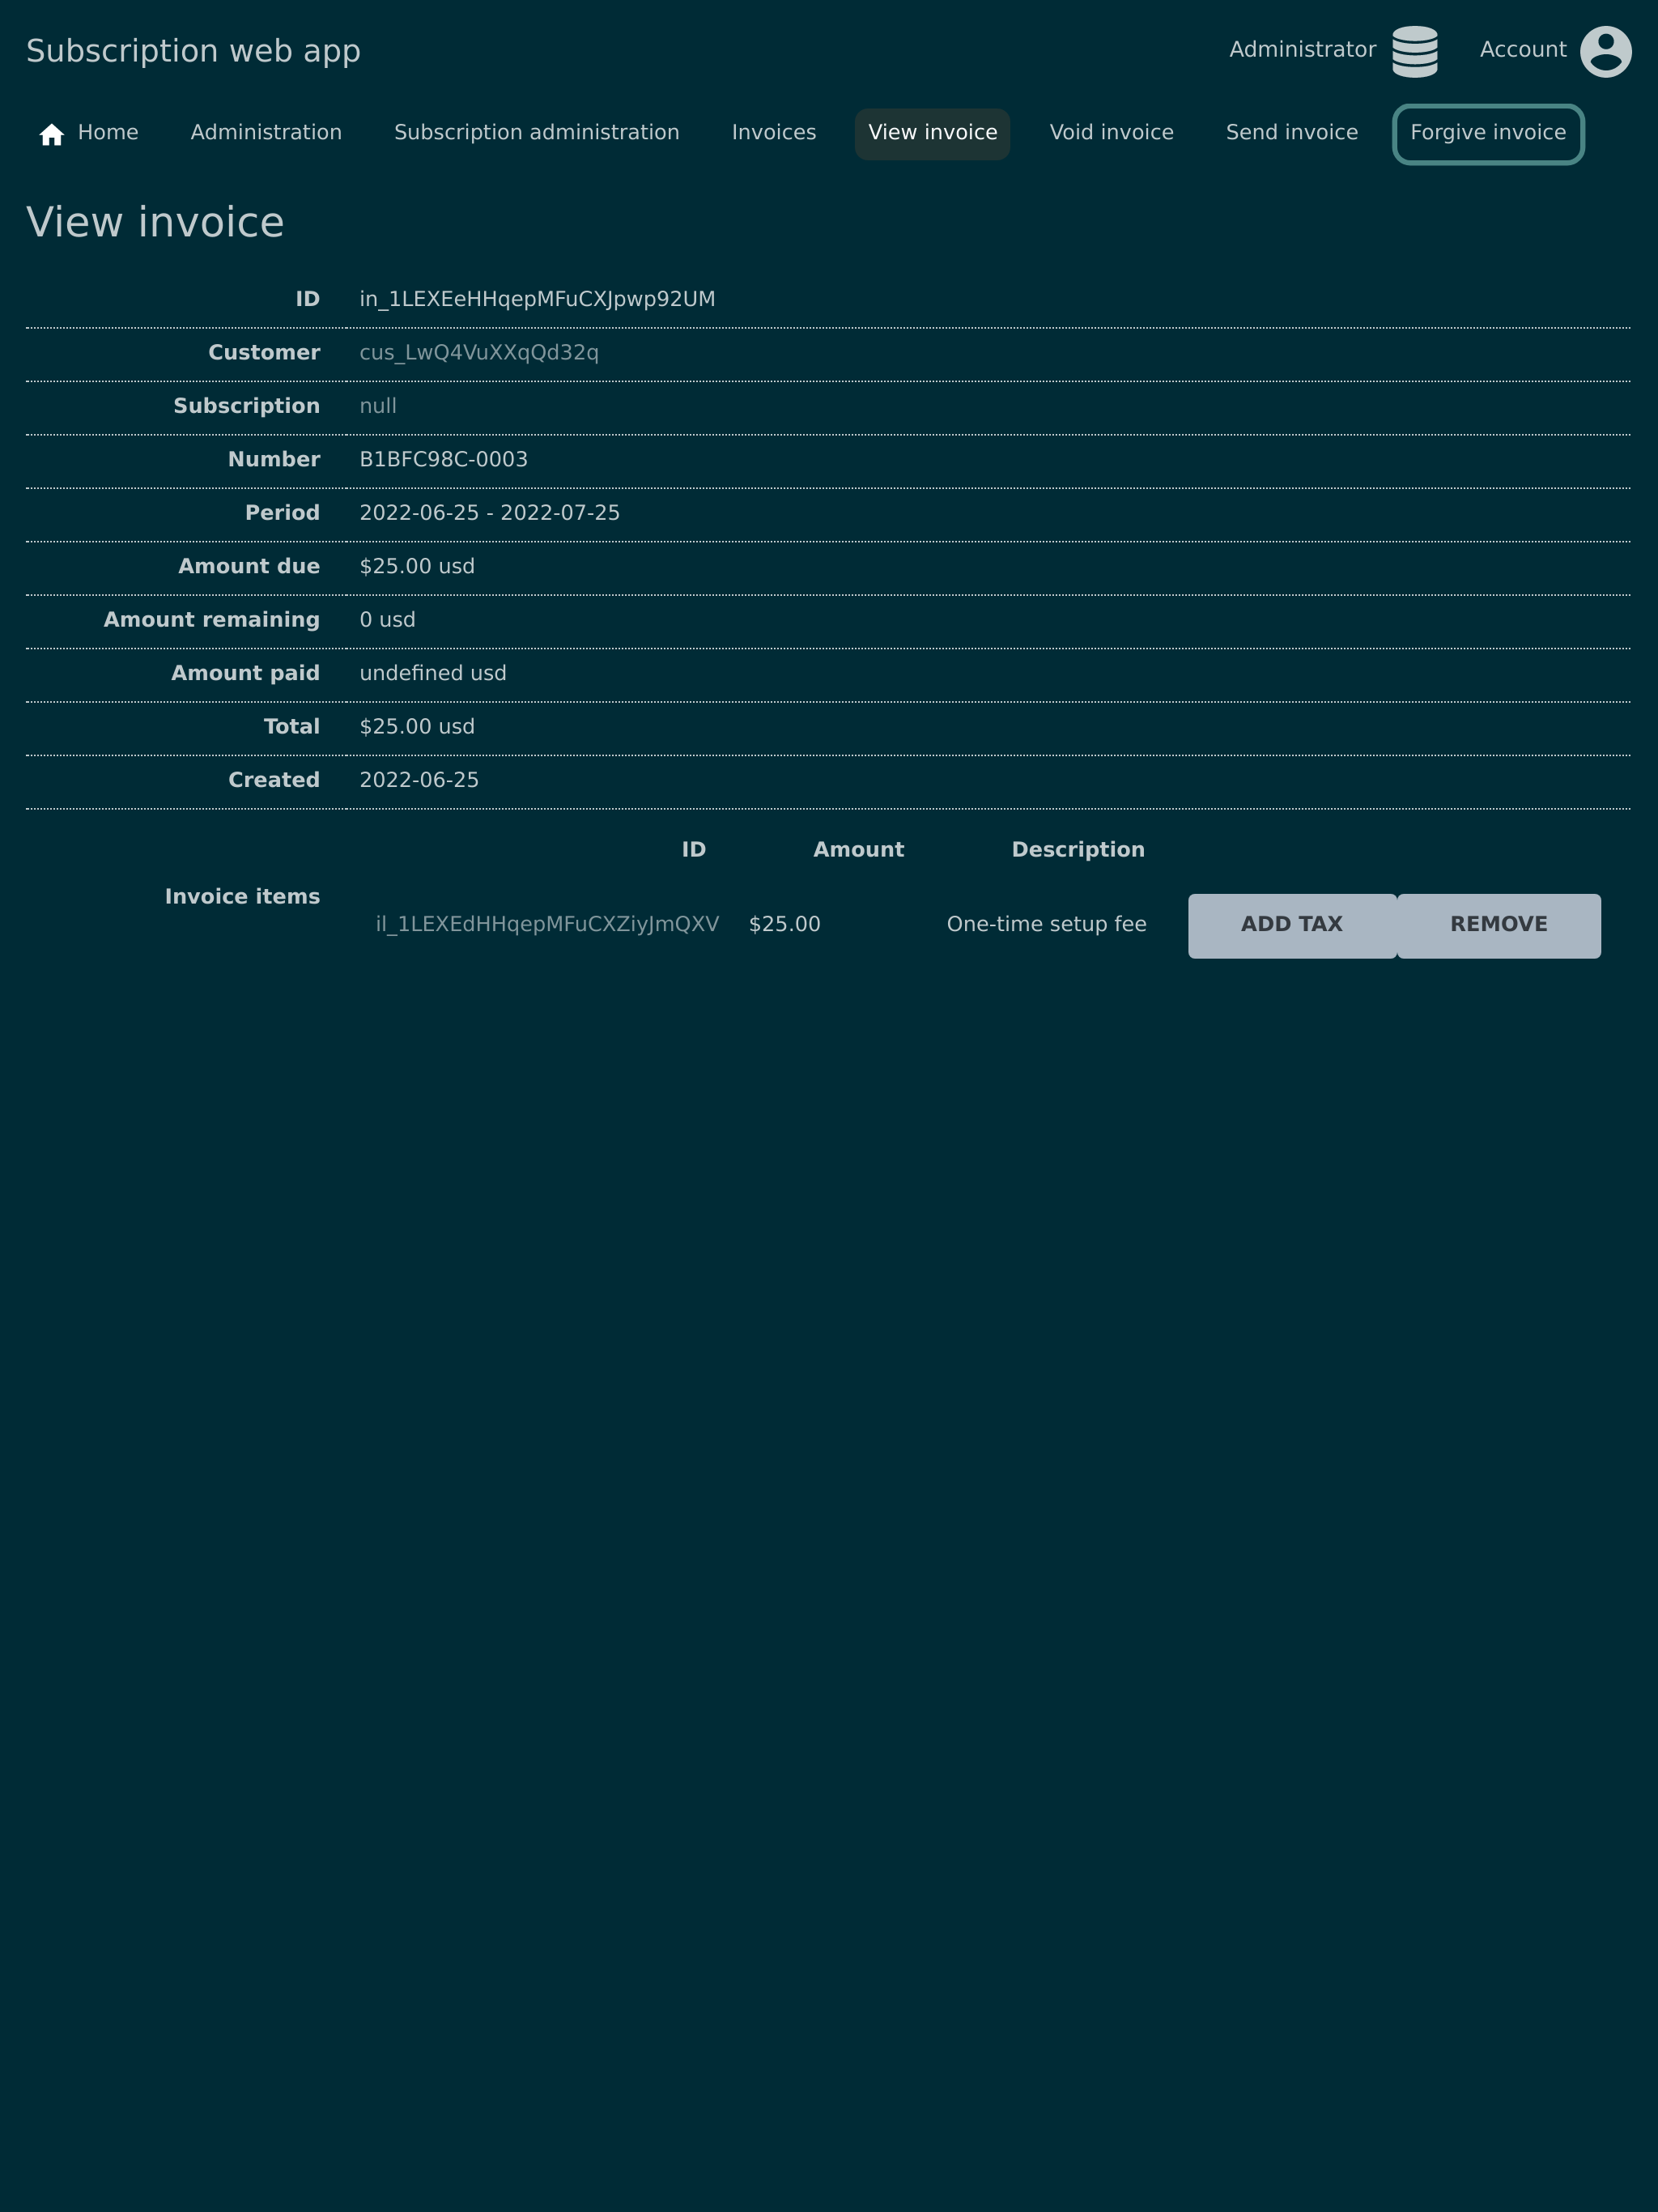 Subscription web app
Administrator
Account
Home
Administration
Subscription administration
Invoices
View invoice
Void invoice
Send invoice
Forgive invoice
View invoice
ID in_1LEXEeHHqepMFuCXJpwp92UM
Customer cus_LwQ4VuXXqQd32q
Subscription null
Number B1BFC98C-0003
Period 2022-06-25 - 2022-07-25
Amount due $25.00 usd
Amount remaining 0 usd
Amount paid undefined usd
Total $25.00 usd
Created 2022-06-25
ID Amount Description
Invoice items
il_1LEXEdHHqepMFuCXZiyJmQXV $25.00 One-time setup fee ADD TAX REMOVE